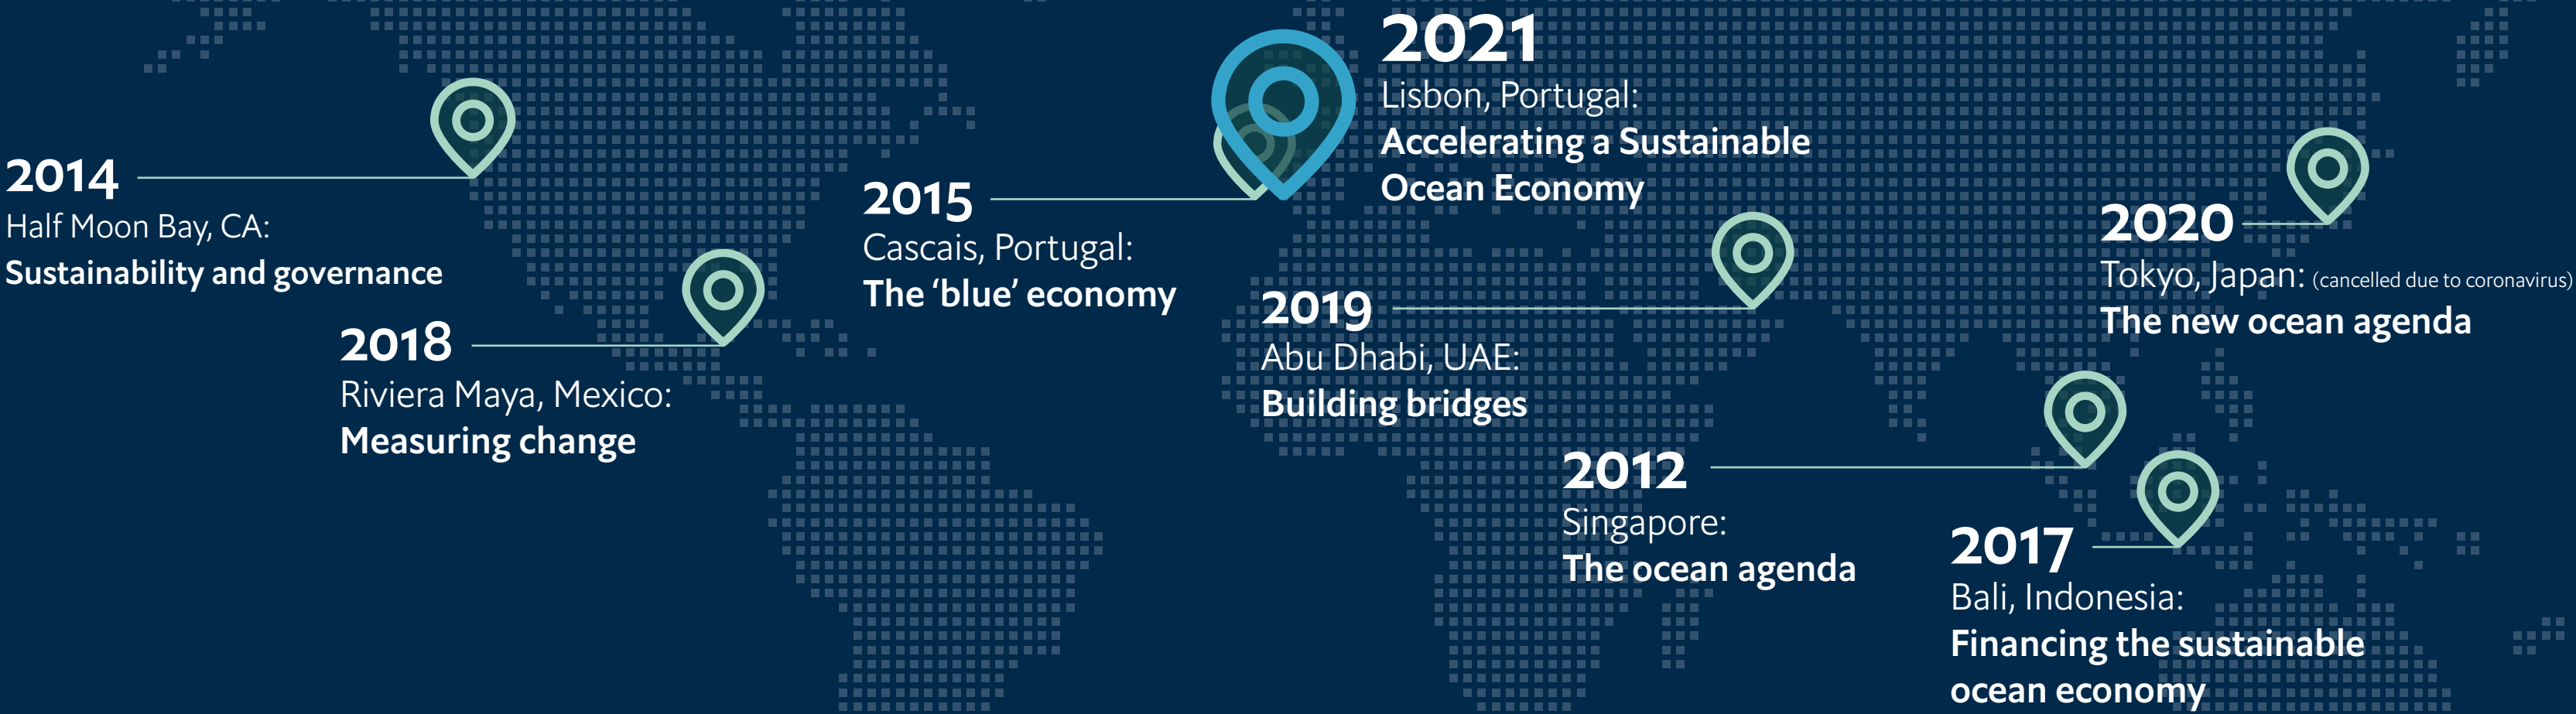 2014
Half Moon Bay, CA:
Sustainability and governance
2018
Riviera Maya, Mexico:
Measuring change
2015
Cascais, Portugal:
The ‘blue’ economy
2021
Lisbon, Portugal:
Accelerating a Sustainable
Ocean Economy
2019
Abu Dhabi, UAE:
Building bridges
2012
Singapore:
The ocean agenda
2020
Tokyo, Japan: (cancelled due to coronavirus)
The new ocean agenda
2017
Bali, Indonesia:
Financing the sustainable
ocean economy